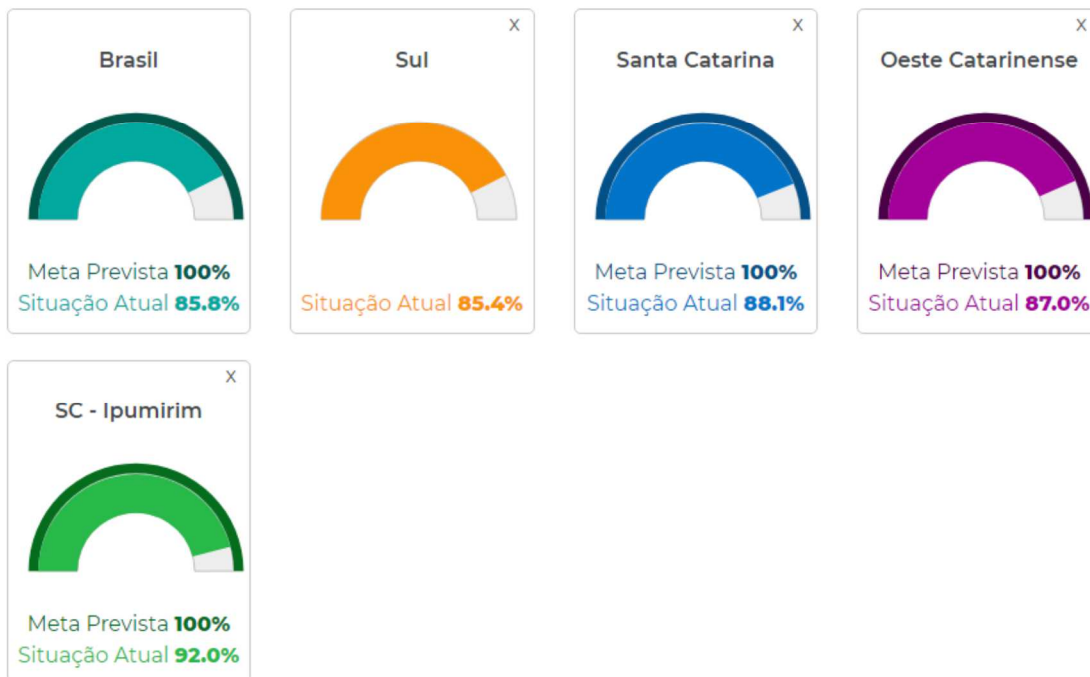 Brasil
Meta Prevista 100%
Situação Atual 85.8%
X
Sul
Situação Atual 85.4%
X
Santa Catarina
Meta Prevista 100%
Situação Atual 88.1%
X
Oeste Catarinense
Meta Prevista 100%
Situação Atual 87.0%
X
SC - Ipumirim
Meta Prevista 100%
Situação Atual 92.0%